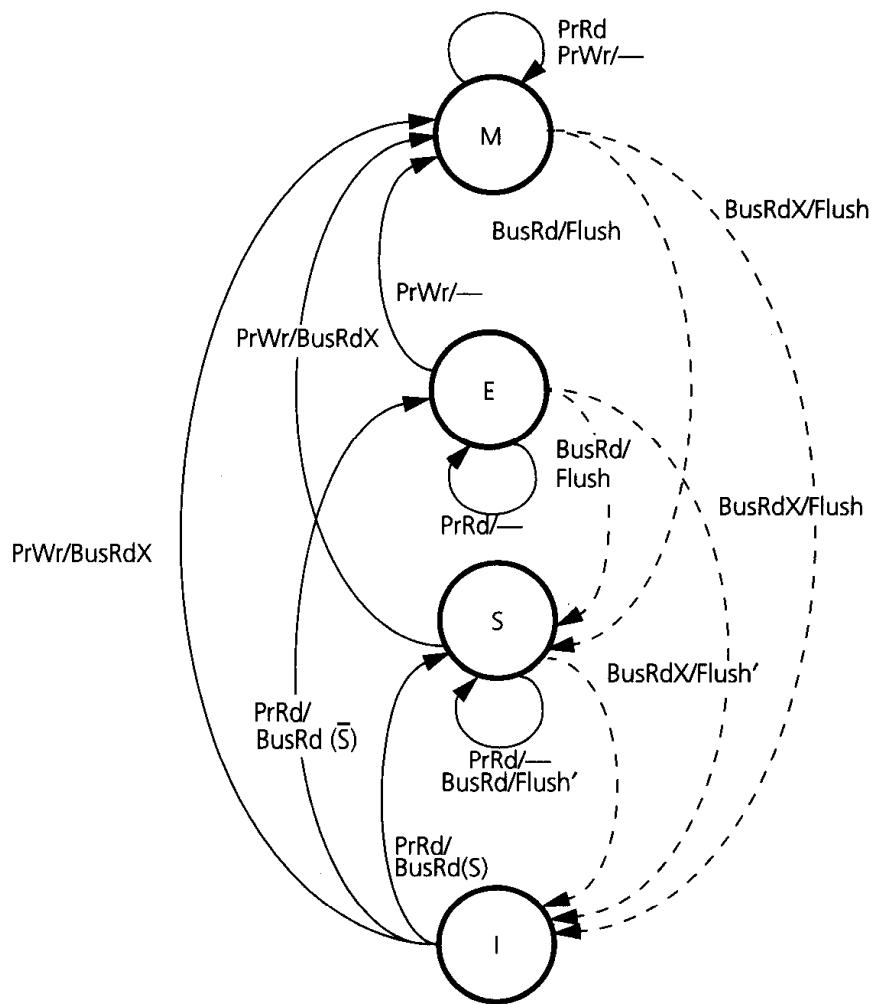 PrRd
PrWr/—
M
BusRdX/Flush
BusRd/Flush
PrWr/—
PrWr/BusRdX
E
BusRd/
Flush
BusRdX/Flush
PrRd/—
PrWr/BusRdX
S
BusRdX/Flush′
PrRd/
BusRd (S̅)
PrRd/—
BusRd/Flush′
PrRd/
BusRd(S)
I